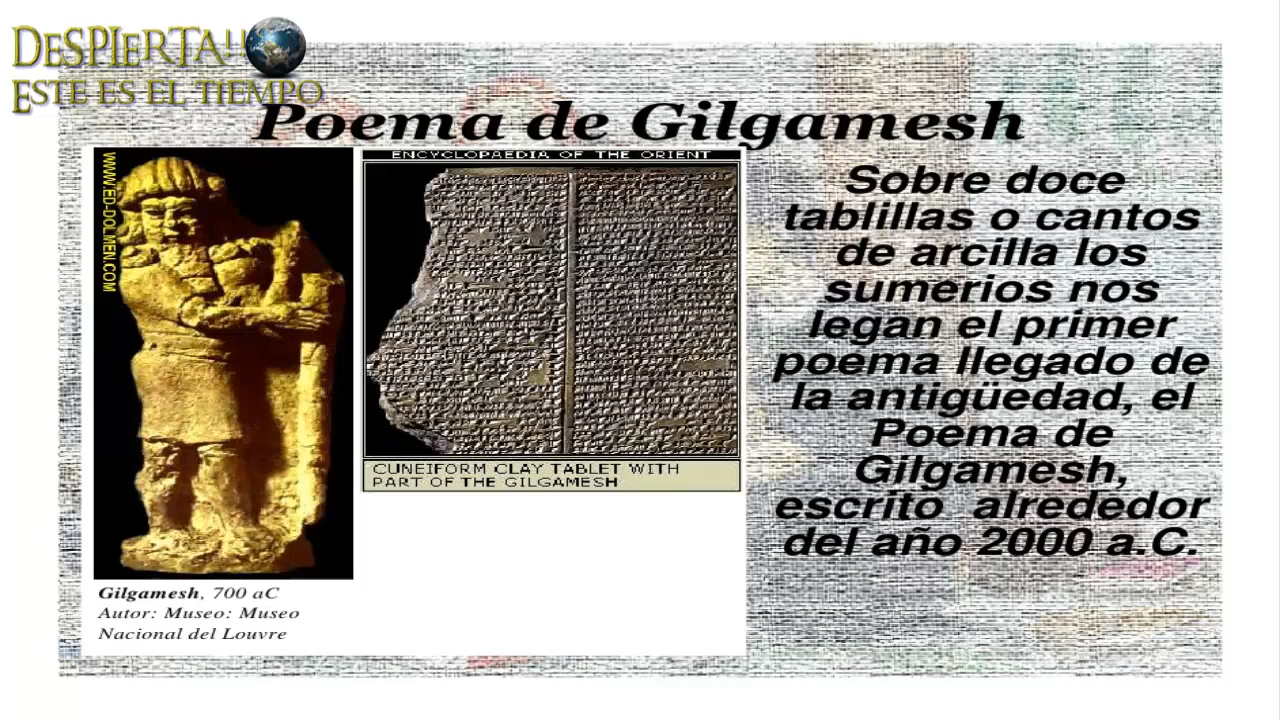 DESPIERTA!!
ESTE ES EL TIEMPO
Poema de Gilgamesh
WWW.ED-DOLMEN.COM
ENCYCLOPAEDIA OF THE ORIENT
CUNEIFORM CLAY TABLET WITH
PART OF THE GILGAMESH
Gilgamesh, 700 aC
Autor: Museo: Museo
Nacional del Louvre
Sobre doce
tablillas o cantos
de arcilla los
sumerios nos
legan el primer
poema llegado de
la antigüedad, el
Poema de
Gilgamesh,
escrito alrededor
del año 2000 a.C.